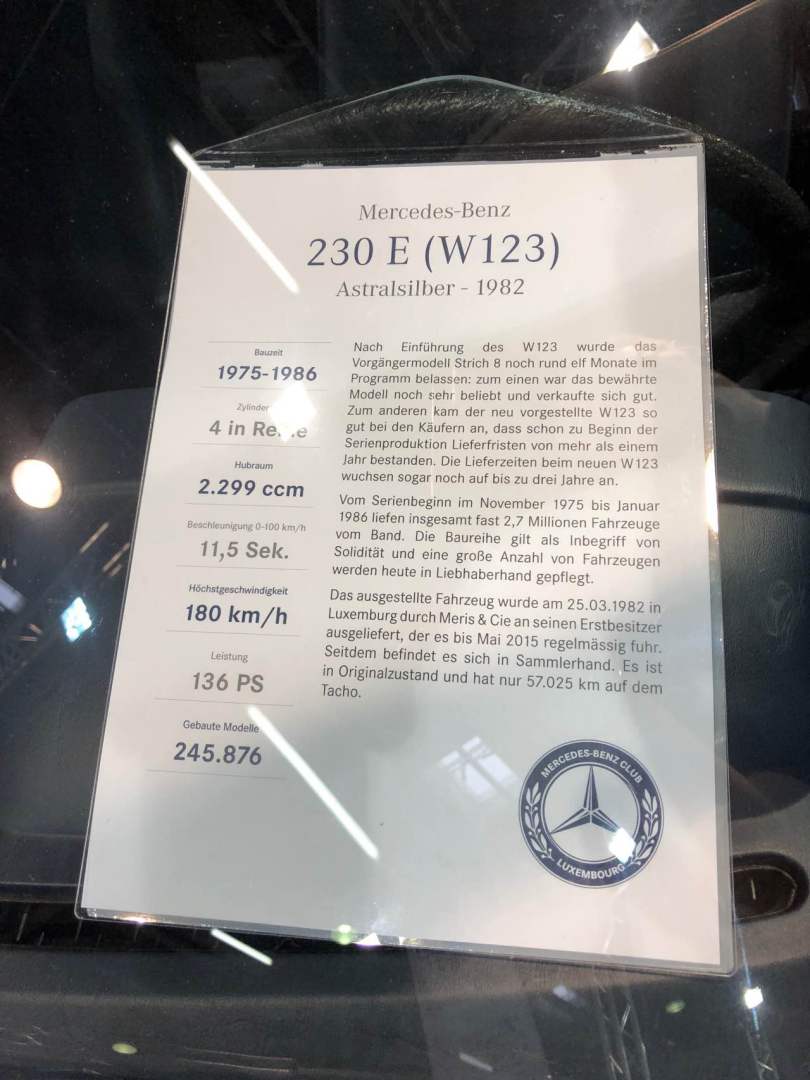 Mercedes-Benz
230 E (W123)
Astralsilber - 1982
Bauzeit
1975-1986
Zylinder
4 in Reihe
Hubraum
2.299 ccm
Beschleunigung 0-100 km/h
11,5 Sek.
Höchstgeschwindigkeit
180 km/h
Leistung
136 PS
Gebaute Modelle
245.876
Nach Einführung des W123 wurde das
Vorgängermodell Strich 8 noch rund elf Monate im
Programm belassen: zum einen war das bewährte
Modell noch sehr beliebt und verkaufte sich gut.
Zum anderen kam der neu vorgestellte W123 so
gut bei den Käufern an, dass schon zu Beginn der
Serienproduktion Lieferfristen von mehr als einem
Jahr bestanden. Die Lieferzeiten beim neuen W123
wuchsen sogar noch auf bis zu drei Jahre an.
Vom Serienbeginn im November 1975 bis Januar
1986 liefen insgesamt fast 2,7 Millionen Fahrzeuge
vom Band. Die Baureihe gilt als Inbegriff von
Solidität und eine große Anzahl von Fahrzeugen
werden heute in Liebhaberhand gepflegt.
Das ausgestellte Fahrzeug wurde am 25.03.1982 in
Luxemburg durch Meris & Cie an seinen Erstbesitzer
ausgeliefert, der es bis Mai 2015 regelmässig fuhr.
Seitdem befindet es sich in Sammlerhand. Es ist
in Originalzustand und hat nur 57.025 km auf dem
Tacho.
MERCEDES-BENZ CLUB
LUXEMBOURG